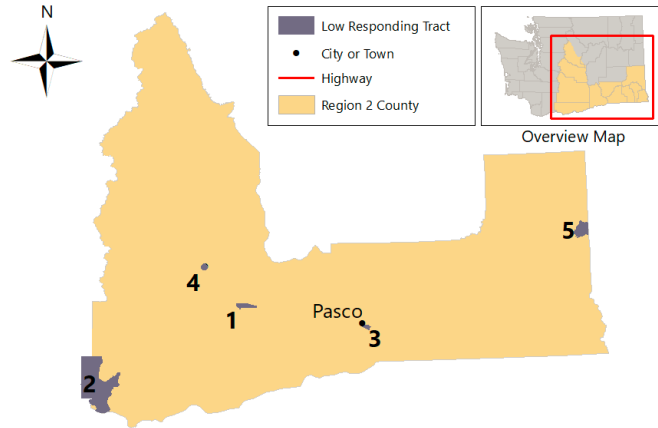 N
Low Responding Tract
City or Town
Highway
Region 2 County
Overview Map
5
4
1
Pasco
3
2